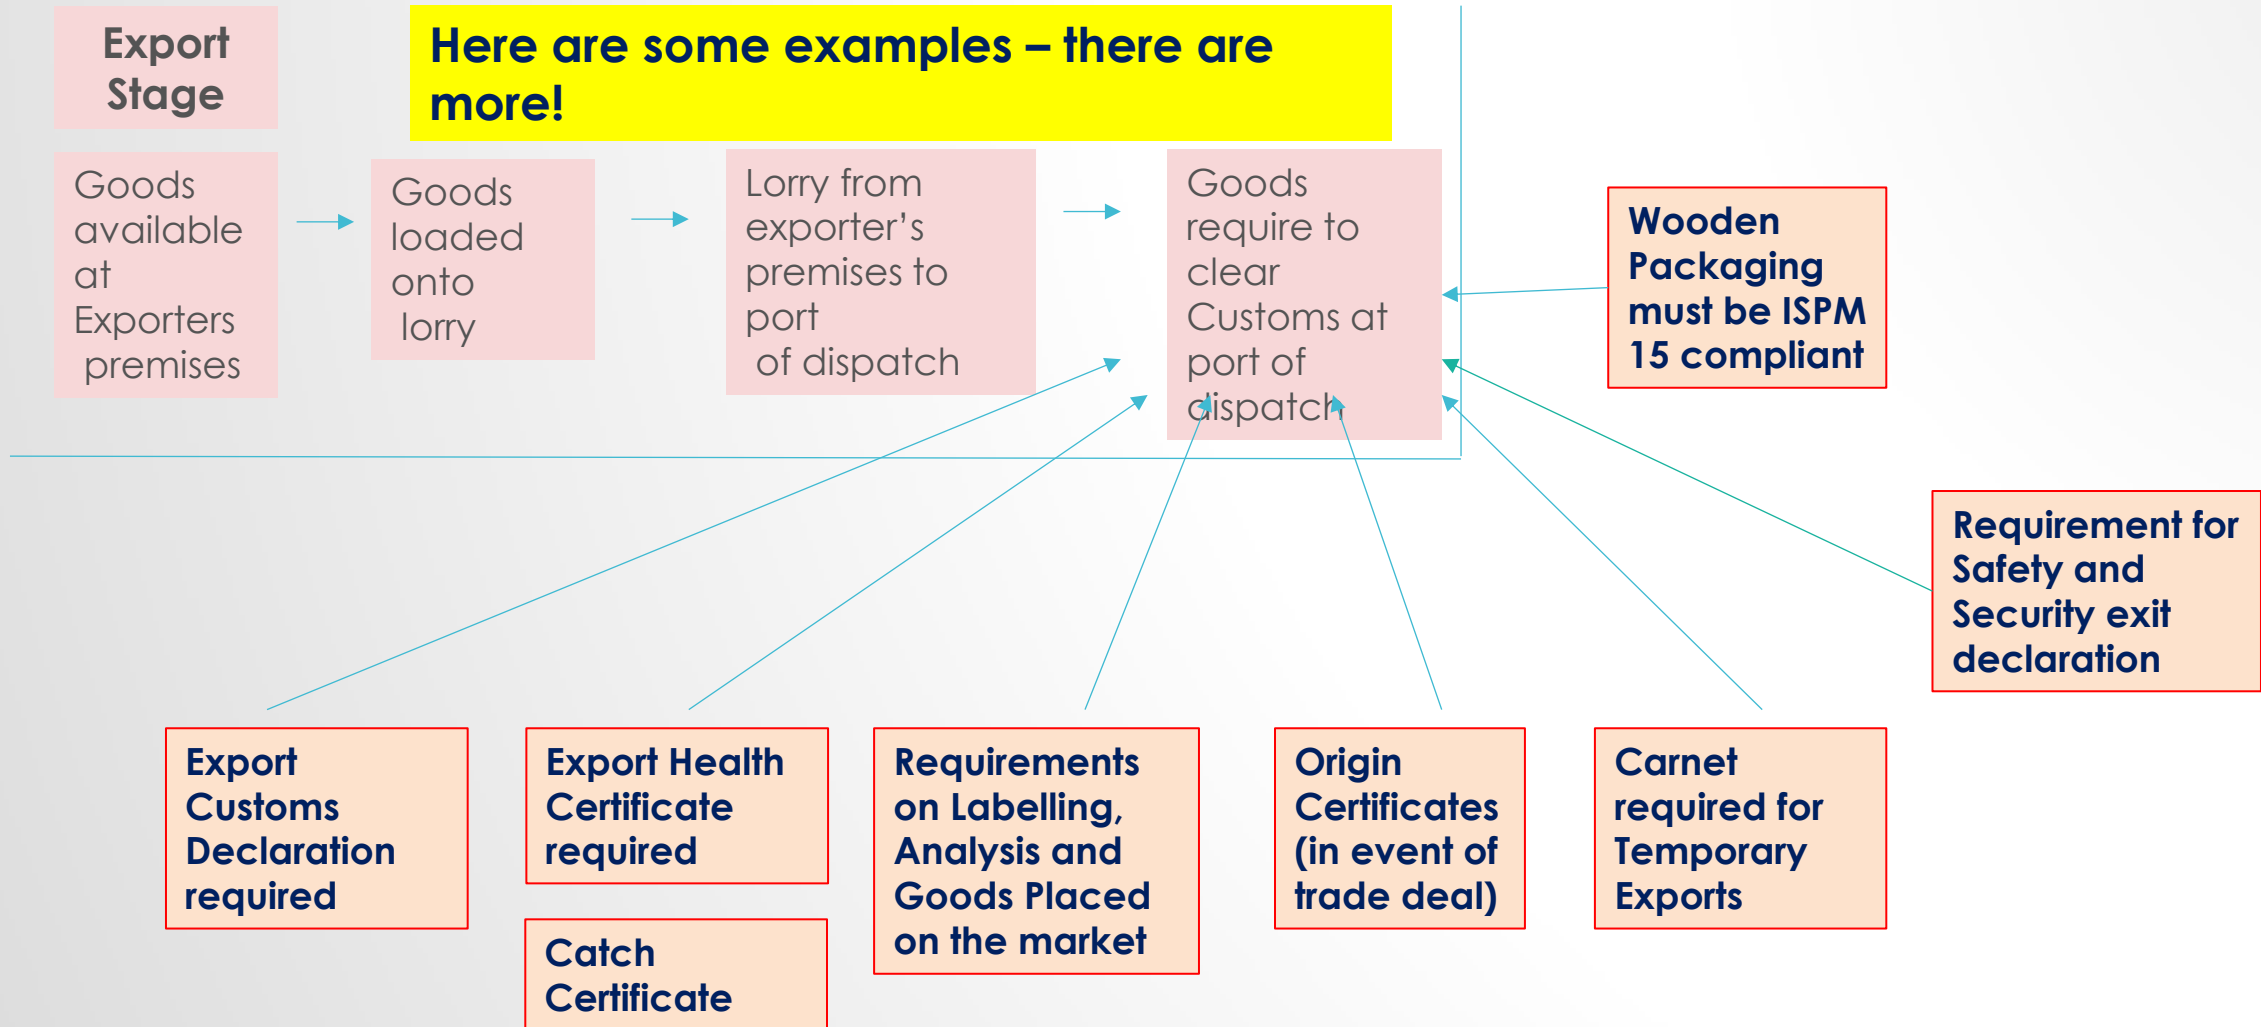 Export
Stage
Here are some examples – there are
more!
Goods
available
at
Exporters
premises
Goods
loaded
onto
lorry
Lorry from
exporter’s
premises to
port
of dispatch
Goods
require to
clear
Customs at
port of
dispatch
Wooden
Packaging
must be ISPM
15 compliant
Requirement for
Safety and
Security exit
declaration
Export
Customs
Declaration
required
Export Health
Certificate
required
Catch
Certificate
Requirements
on Labelling,
Analysis and
Goods Placed
on the market
Origin
Certificates
(in event of
trade deal)
Carnet
required for
Temporary
Exports